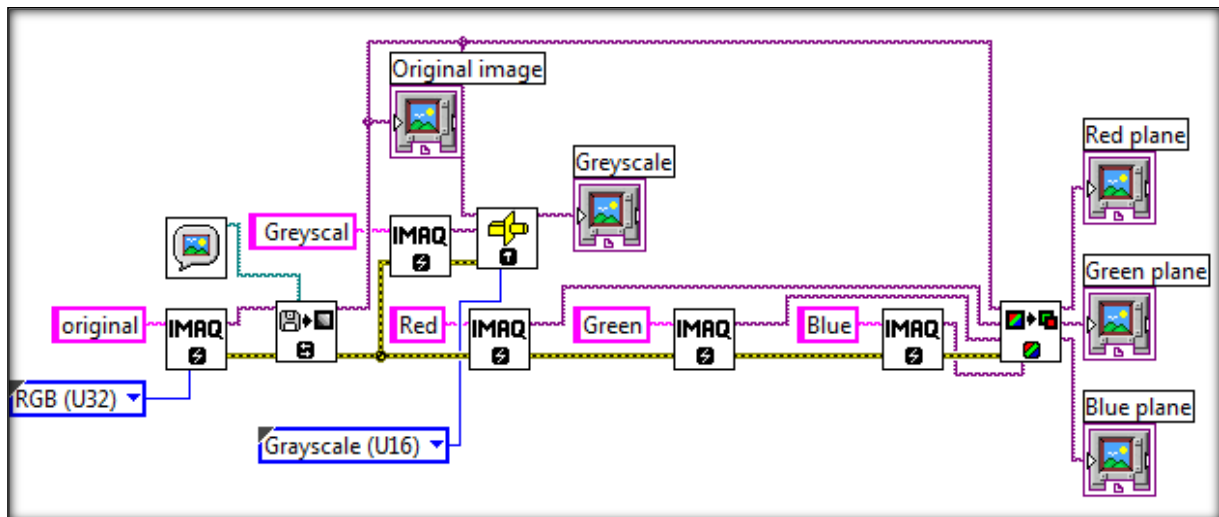 Original image
Greyscale
Red plane
Greyscal
IMAQ
original
IMAQ
Red
IMAQ
Green
IMAQ
Blue
IMAQ
Green plane
RGB (U32)
Grayscale (U16)
Blue plane